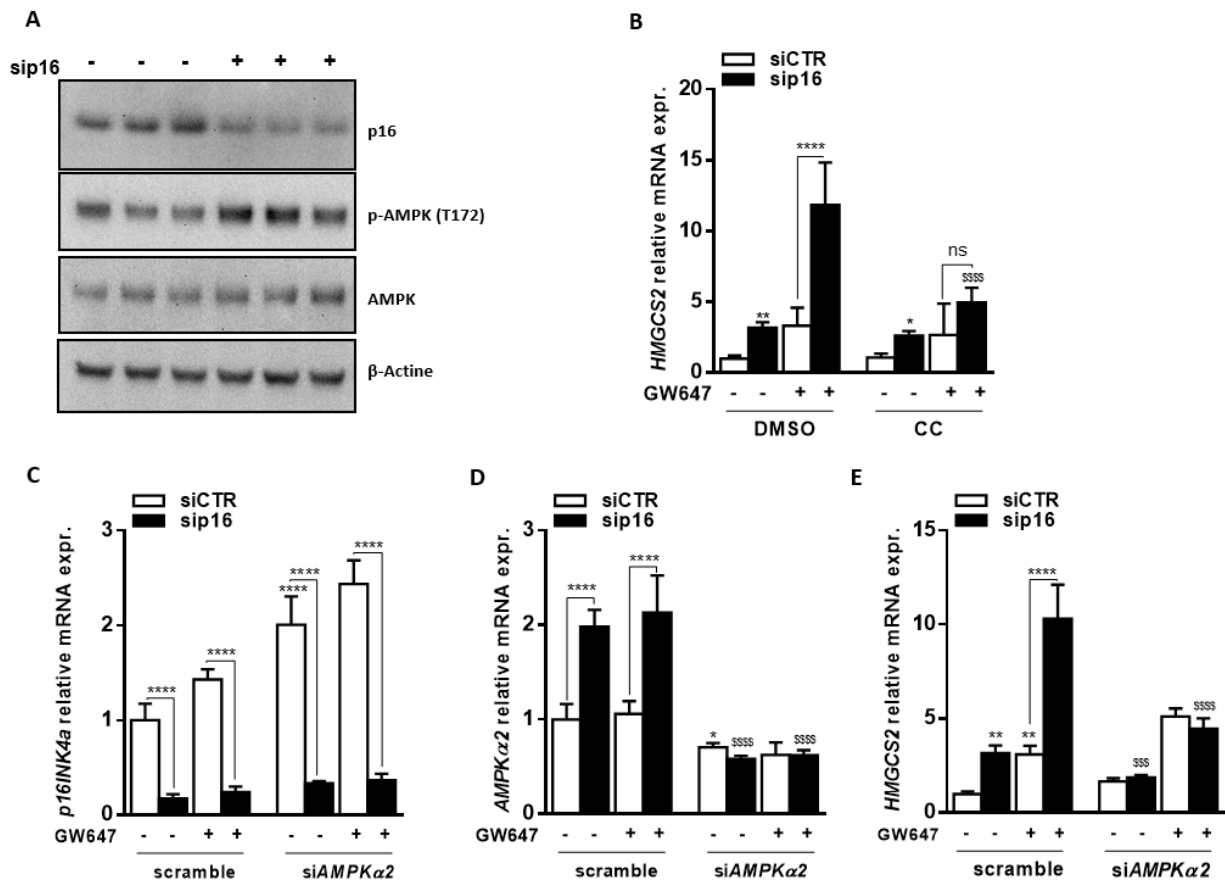 A
sip16 - - - + + +
p16
p-AMPK (T172)
AMPK
β-Actine
B
siCTR
sip16
HMGCS2 relative mRNA expr.
20
15
10
5
0
**
****
*
ns
$$$$
GW647 - - + + - - + +
DMSO CC
C
siCTR
sip16
p16INK4a relative mRNA expr.
3
2
1
0
****
****
****
****
****
GW647 - - + + - - + +
scramble siAMPKα2
D
siCTR
sip16
AMPKα2 relative mRNA expr.
3
2
1
0
****
****
*
$$$$
$$$$
GW647 - - + + - - + +
scramble siAMPKα2
E
siCTR
sip16
HMGCS2 relative mRNA expr.
15
10
5
0
**
**
****
$$$
$$$$
GW647 - - + + - - + +
scramble siAMPKα2